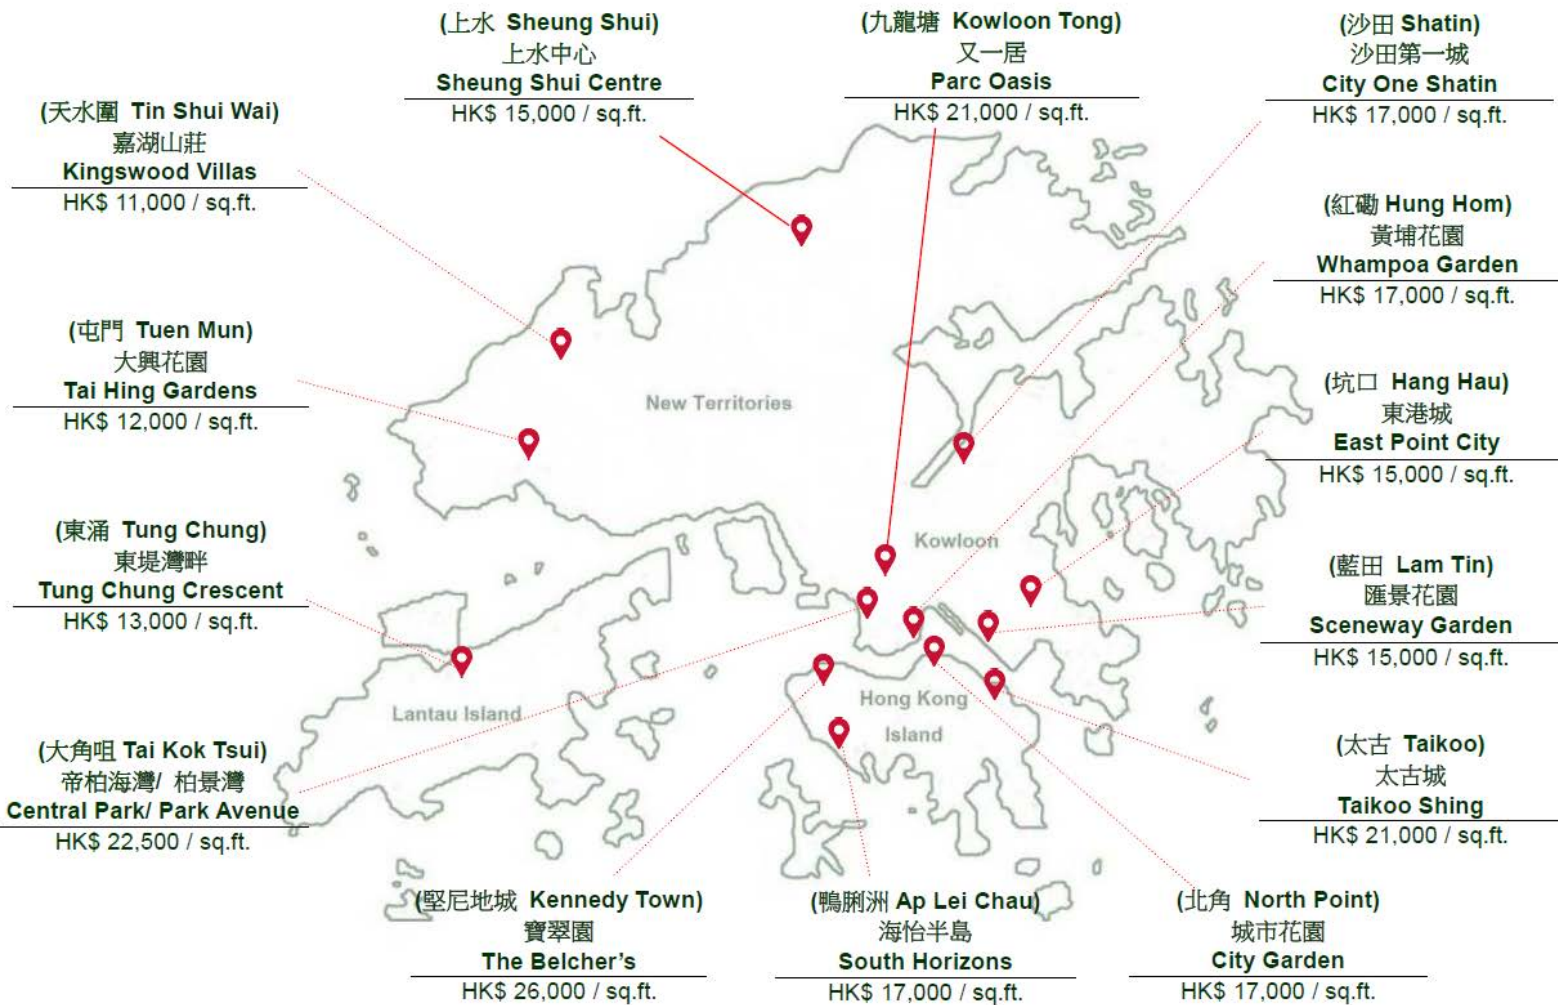 (上水 Sheung Shui)
上水中心
Sheung Shui Centre
HK$ 15,000 / sq.ft.
(九龍塘 Kowloon Tong)
又一居
Parc Oasis
HK$ 21,000 / sq.ft.
(沙田 Shatin)
沙田第一城
City One Shatin
HK$ 17,000 / sq.ft.
(天水圍 Tin Shui Wai)
嘉湖山莊
Kingswood Villas
HK$ 11,000 / sq.ft.
(紅磡 Hung Hom)
黃埔花園
Whampoa Garden
HK$ 17,000 / sq.ft.
(屯門 Tuen Mun)
大興花園
Tai Hing Gardens
HK$ 12,000 / sq.ft.
New Territories
(坑口 Hang Hau)
東港城
East Point City
HK$ 15,000 / sq.ft.
(東涌 Tung Chung)
東堤灣畔
Tung Chung Crescent
HK$ 13,000 / sq.ft.
Kowloon
(藍田 Lam Tin)
匯景花園
Sceneway Garden
HK$ 15,000 / sq.ft.
Lantau Island
Hong Kong
Island
(大角咀 Tai Kok Tsui)
帝柏海灣/ 柏景灣
Central Park/ Park Avenue
HK$ 22,500 / sq.ft.
(太古 Taikoo)
太古城
Taikoo Shing
HK$ 21,000 / sq.ft.
(堅尼地城 Kennedy Town)
寶翠園
The Belcher's
HK$ 26,000 / sq.ft.
(鴨脷洲 Ap Lei Chau)
海怡半島
South Horizons
HK$ 17,000 / sq.ft.
(北角 North Point)
城市花園
City Garden
HK$ 17,000 / sq.ft.